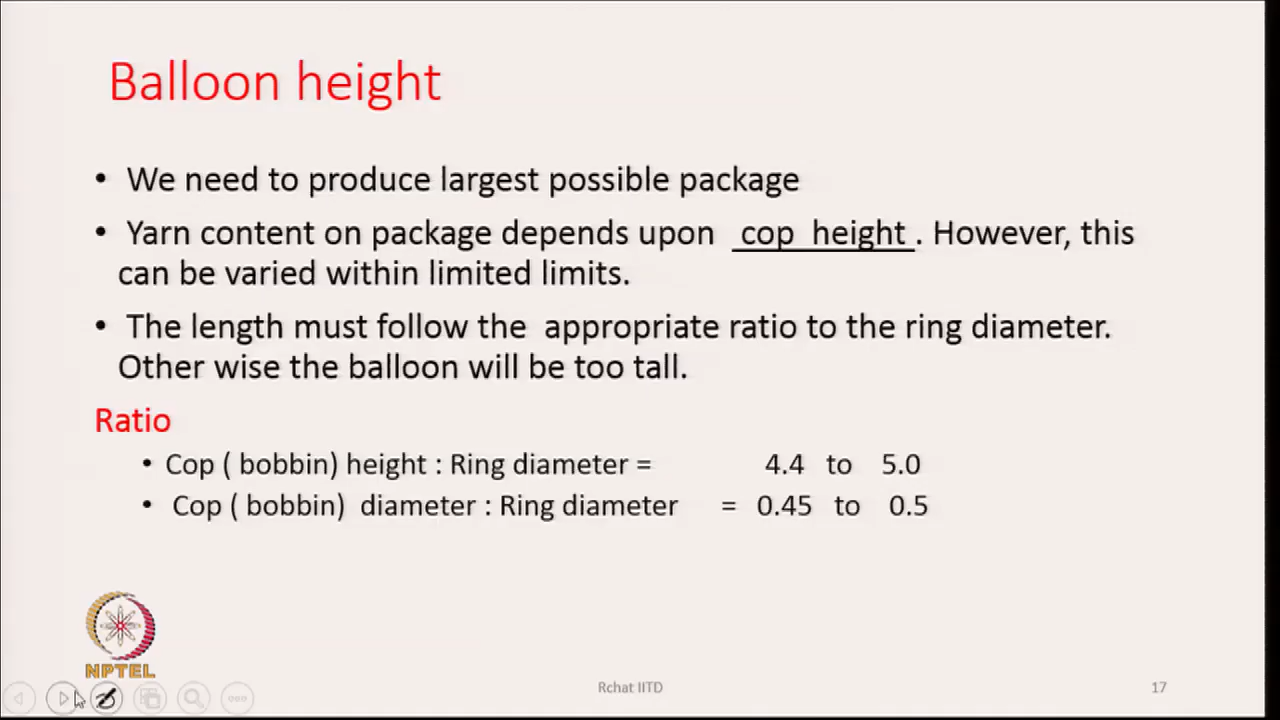 Balloon height
• We need to produce largest possible package
• Yarn content on package depends upon cop height . However, this
can be varied within limited limits.
• The length must follow the appropriate ratio to the ring diameter.
Other wise the balloon will be too tall.
Ratio
• Cop ( bobbin) height : Ring diameter = 4.4 to 5.0
• Cop ( bobbin) diameter : Ring diameter = 0.45 to 0.5
NPTEL
Rchat IITD
17